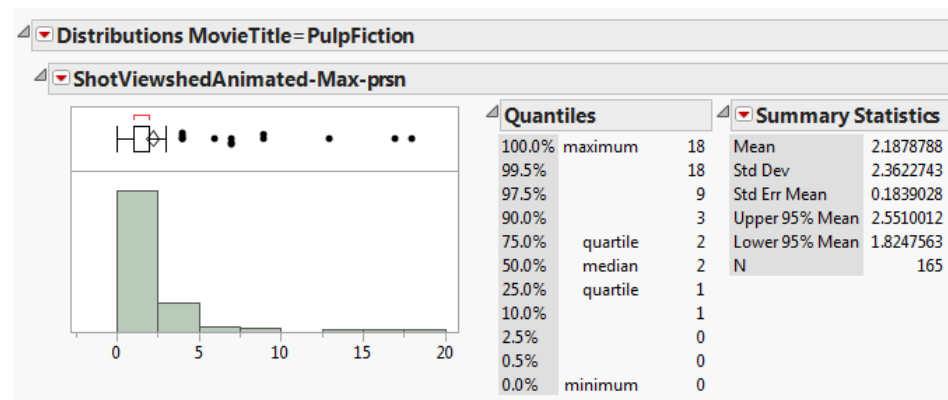 Distributions MovieTitle=PulpFiction
ShotViewshedAnimated-Max-prsn
0 5 10 15 20
Quantiles
100.0% maximum 18
99.5% 18
97.5% 9
90.0% 3
75.0% quartile 2
50.0% median 2
25.0% quartile 1
10.0% 1
2.5% 0
0.5% 0
0.0% minimum 0
Summary Statistics
Mean 2.1878788
Std Dev 2.3622743
Std Err Mean 0.1839028
Upper 95% Mean 2.5510012
Lower 95% Mean 1.8247563
N 165